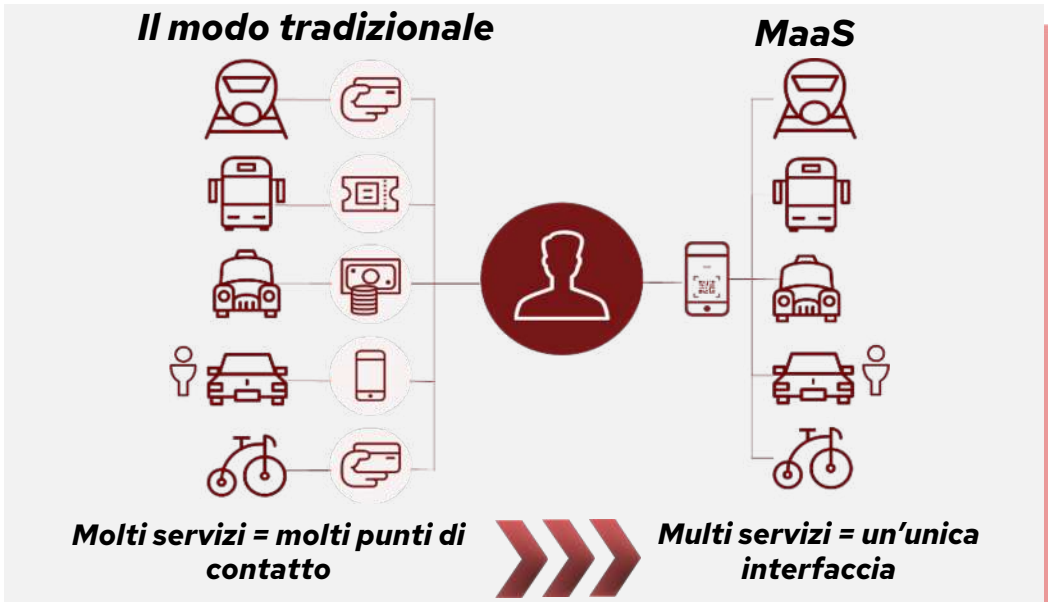 Il modo tradizionale
MaaS
Molti servizi = molti punti di
contatto
Multi servizi = un’unica
interfaccia